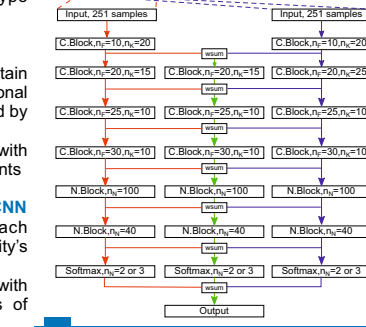 ype
tain
onal
d by
with
nts
CNN
ach
ity's
with
s of
Input, 251 samples Input, 251 samples
C.Block,nF=10,nK=20 C.Block,nF=10,nK=20
wsum
C.Block,nF=20,nK=15 C.Block,nF=20,nK=15 C.Block,nF=20,nK=25
wsum
C.Block,nF=25,nK=10 C.Block,nF=25,nK=10 C.Block,nF=25,nK=10
wsum
C.Block,nF=30,nK=10 C.Block,nF=30,nK=10 C.Block,nF=30,nK=10
wsum
N.Block,nN=100 N.Block,nN=100 N.Block,nN=100
wsum
N.Block,nN=40 N.Block,nN=40 N.Block,nN=40
wsum
Softmax,nN=2 or 3 Softmax,nN=2 or 3 Softmax,nN=2 or 3
wsum
Output